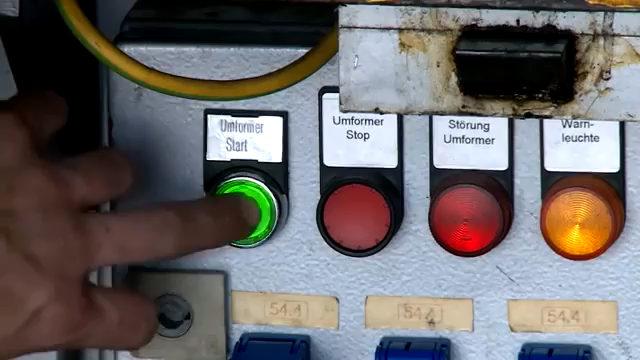 Umformer
Start
Umformer
Stop
Störung
Umformer
Warn-
leuchte
54.4
54.4
54.4